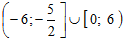 (-6; -5/2] ∪ [0; 6)